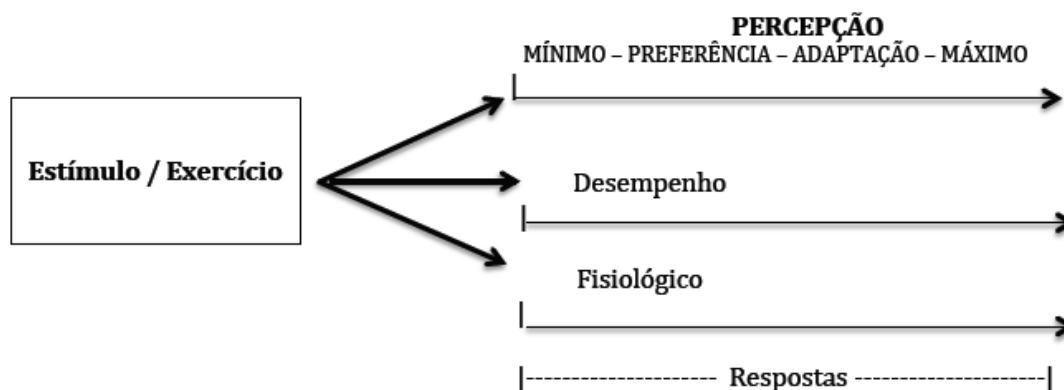 PERCEPÇÃO
MÍNIMO – PREFERÊNCIA – ADAPTAÇÃO – MÁXIMO
Estímulo / Exercício
Desempenho
Fisiológico
|-------------------- Respostas -----------------|